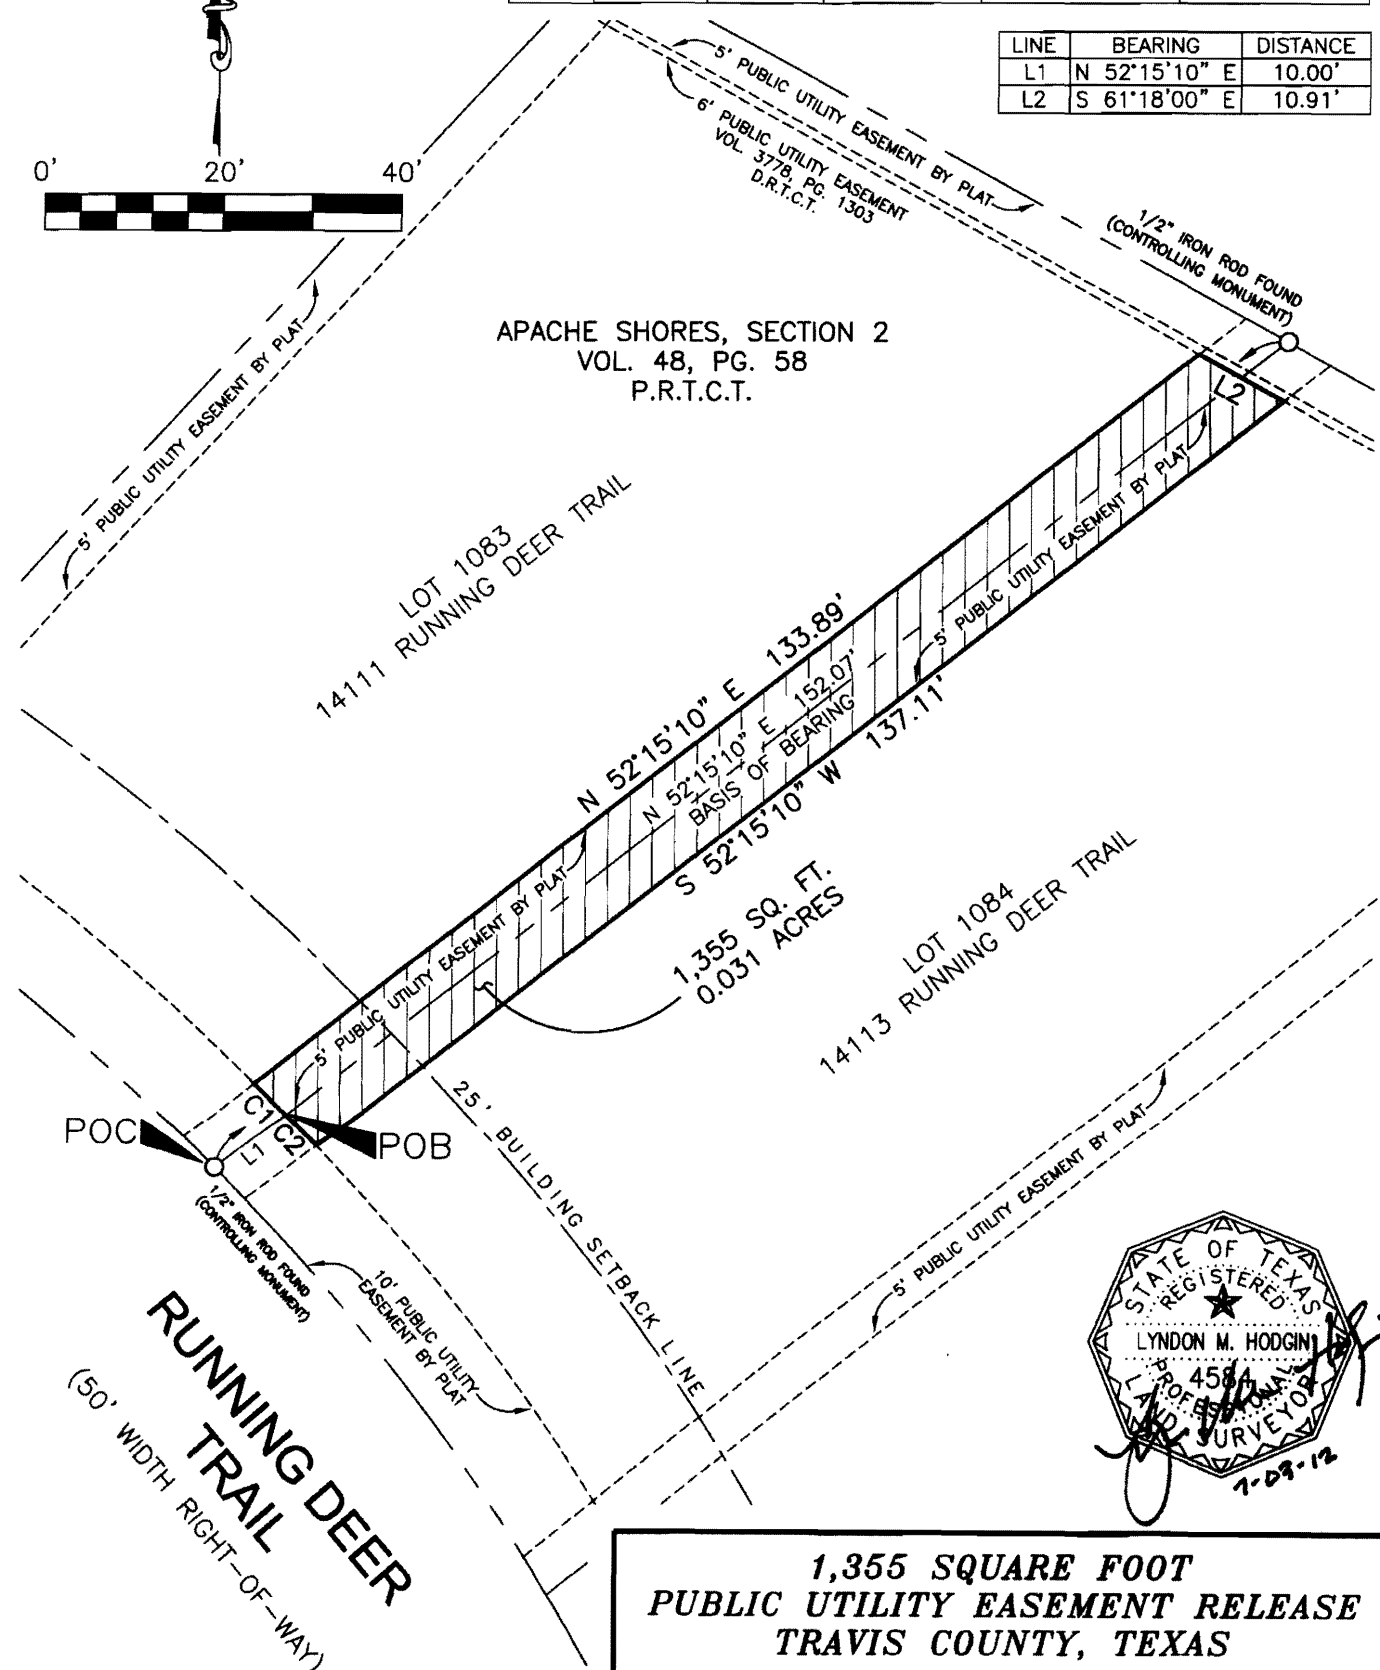 LINE BEARING DISTANCE
L1 N 52°15'10" E 10.00'
L2 S 61°18'00" E 10.91'
0' 20' 40'
5' PUBLIC UTILITY EASEMENT BY PLAT
6' PUBLIC UTILITY EASEMENT
VOL. 3778, PG. 1303
D.R.T.C.T.
1/2" IRON ROD FOUND
(CONTROLLING MONUMENT)
APACHE SHORES, SECTION 2
VOL. 48, PG. 58
P.R.T.C.T.
5' PUBLIC UTILITY EASEMENT BY PLAT
L2
LOT 1083
14111 RUNNING DEER TRAIL
5' PUBLIC UTILITY EASEMENT BY PLAT
N 52°15'10" E 133.89'
N 52°15'10" E 152.07'
BASIS OF BEARING
S 52°15'10" W 137.11'
5' PUBLIC UTILITY EASEMENT BY PLAT
1,355 SQ. FT.
0.031 ACRES
LOT 1084
14113 RUNNING DEER TRAIL
C1
C2
POC
POB
L1
1/2" IRON ROD FOUND
(CONTROLLING MONUMENT)
25' BUILDING SETBACK LINE
10' PUBLIC UTILITY
EASEMENT BY PLAT
5' PUBLIC UTILITY EASEMENT BY PLAT
RUNNING DEER
TRAIL
(50' WIDTH RIGHT-OF-WAY)
STATE OF TEXAS
REGISTERED
LYNDON M. HODGIN
4584
PROFESSIONAL
LAND SURVEYOR
7-03-12
1,355 SQUARE FOOT
PUBLIC UTILITY EASEMENT RELEASE
TRAVIS COUNTY, TEXAS